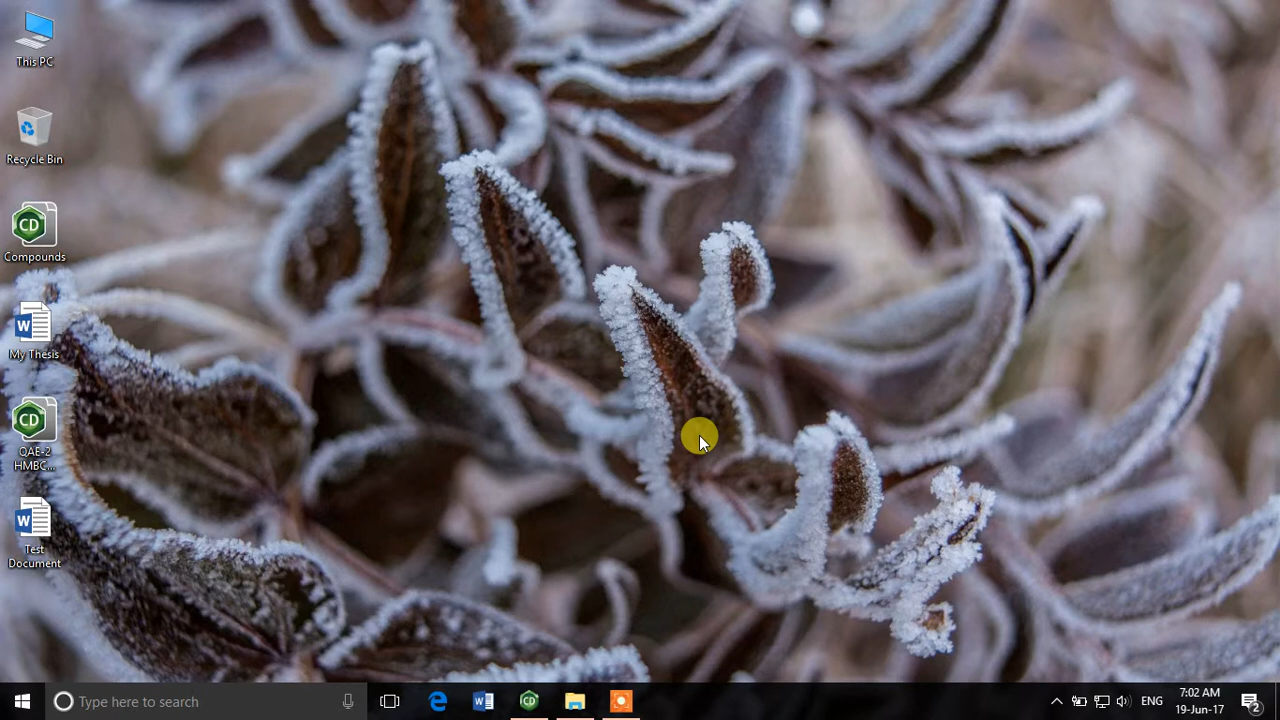 This PC
Recycle Bin
CD
Compounds
W
My Thesis
CD
QAE-2
HMBC...
W
Test
Document
Type here to search
e
W
CD
ENG
7:02 AM
19-Jun-17
2